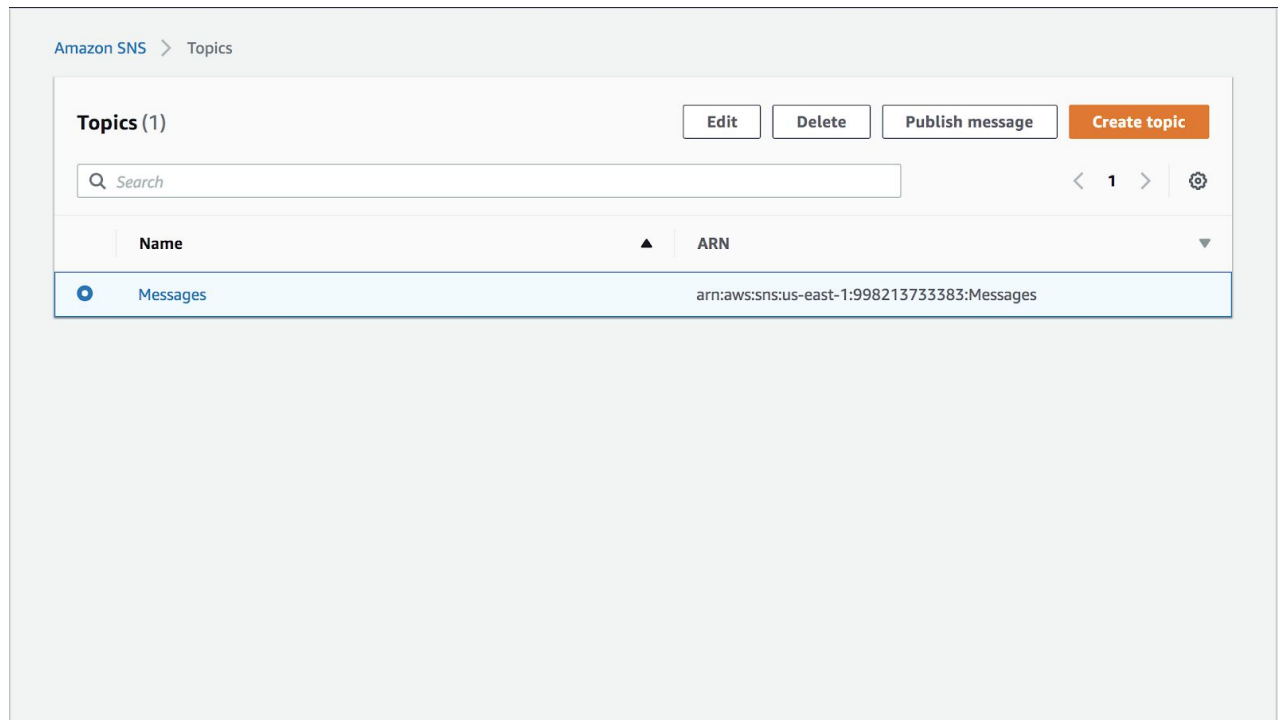 Amazon SNS > Topics
Topics (1) Edit Delete Publish message Create topic
Search 1
Name ARN
Messages arn:aws:sns:us-east-1:998213733383:Messages